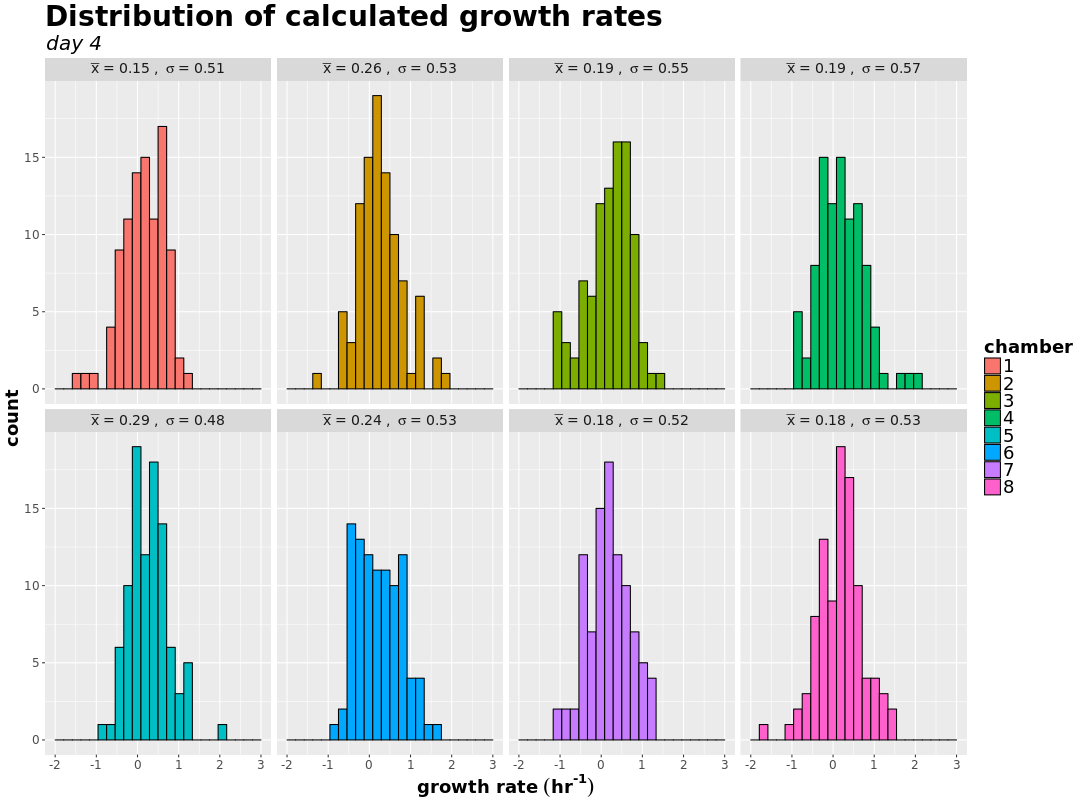 Distribution of calculated growth rates
day 4
x̅ = 0.15 , σ = 0.51
x̅ = 0.26 , σ = 0.53
x̅ = 0.19 , σ = 0.55
x̅ = 0.19 , σ = 0.57
15
10
5
0
x̅ = 0.29 , σ = 0.48
x̅ = 0.24 , σ = 0.53
x̅ = 0.18 , σ = 0.52
x̅ = 0.18 , σ = 0.53
15
10
5
0
-2 -1 0 1 2 3
-2 -1 0 1 2 3
-2 -1 0 1 2 3
-2 -1 0 1 2 3
count
growth rate (hr⁻¹)
chamber
1
2
3
4
5
6
7
8